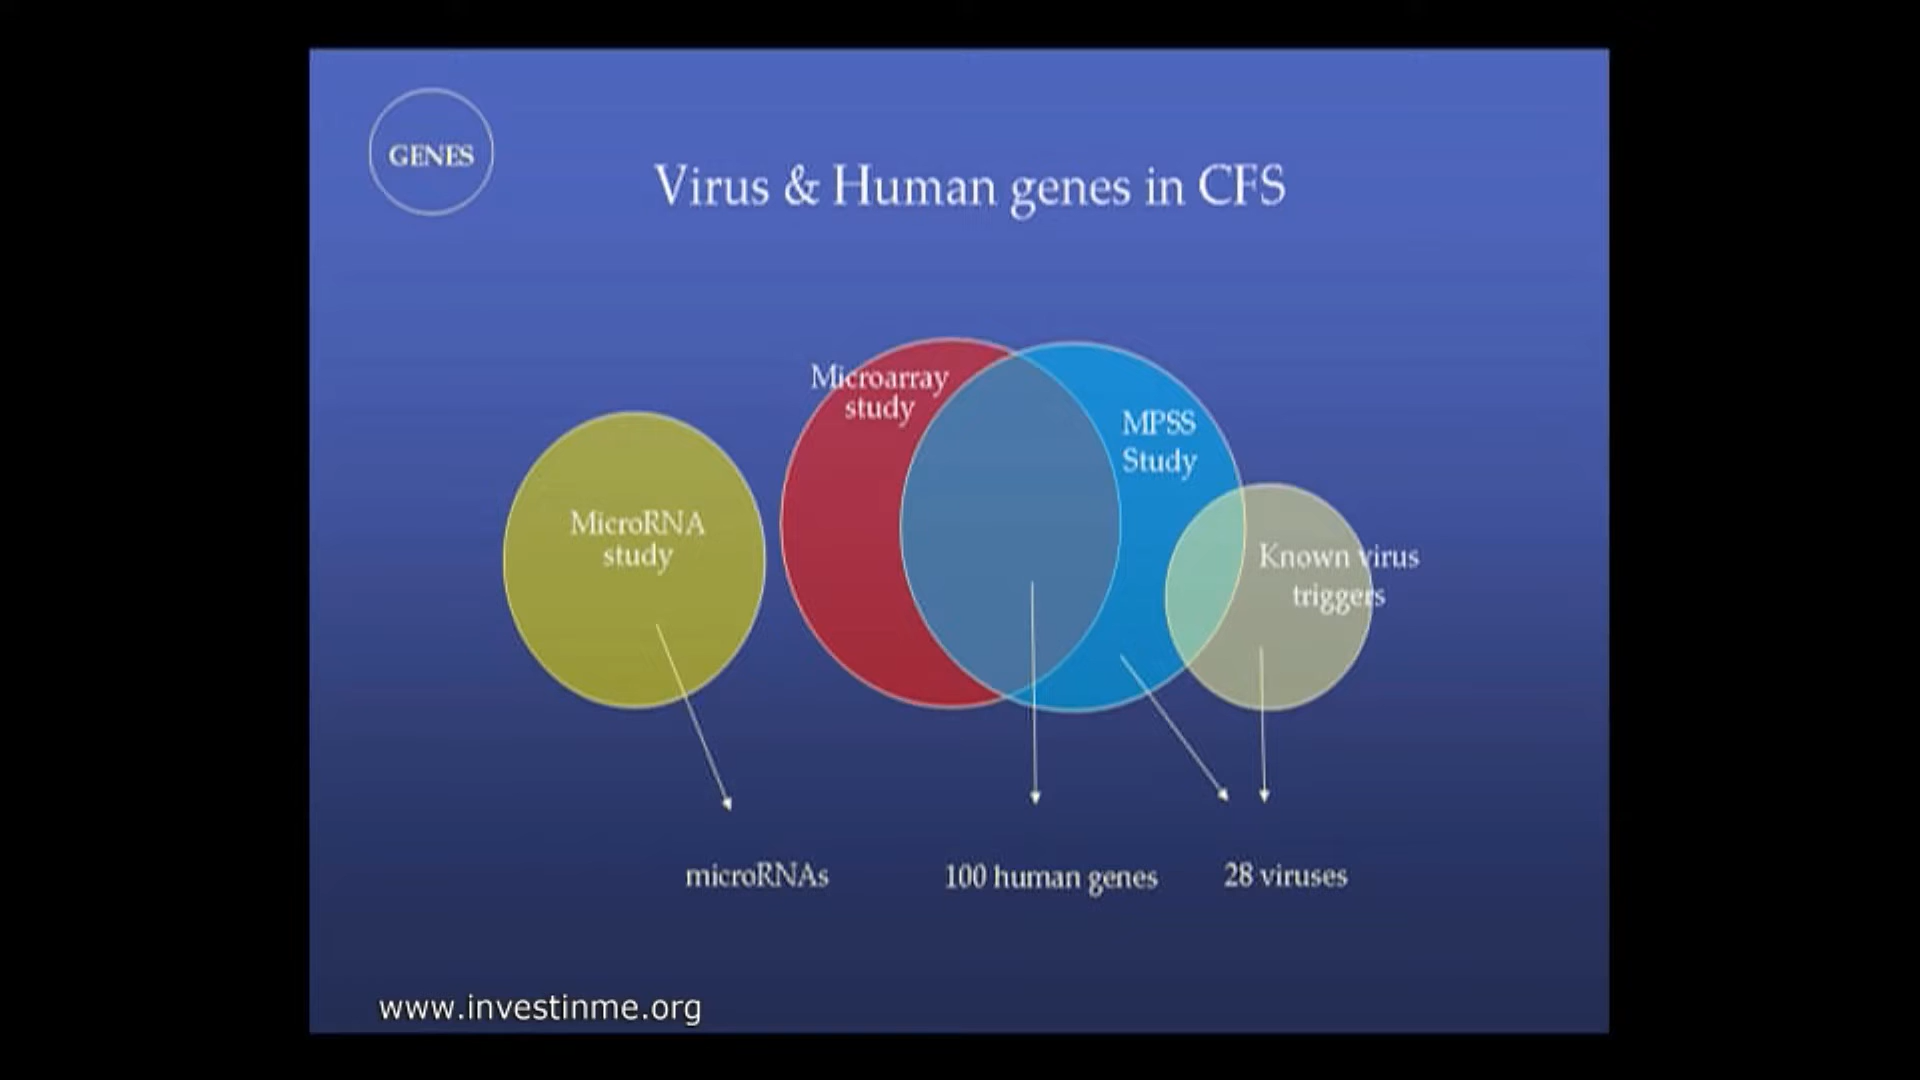 GENES
Virus & Human genes in CFS
Microarray
study
MPSS
Study
MicroRNA
study
Known virus
triggers
microRNAs
100 human genes
28 viruses
www.investinme.org